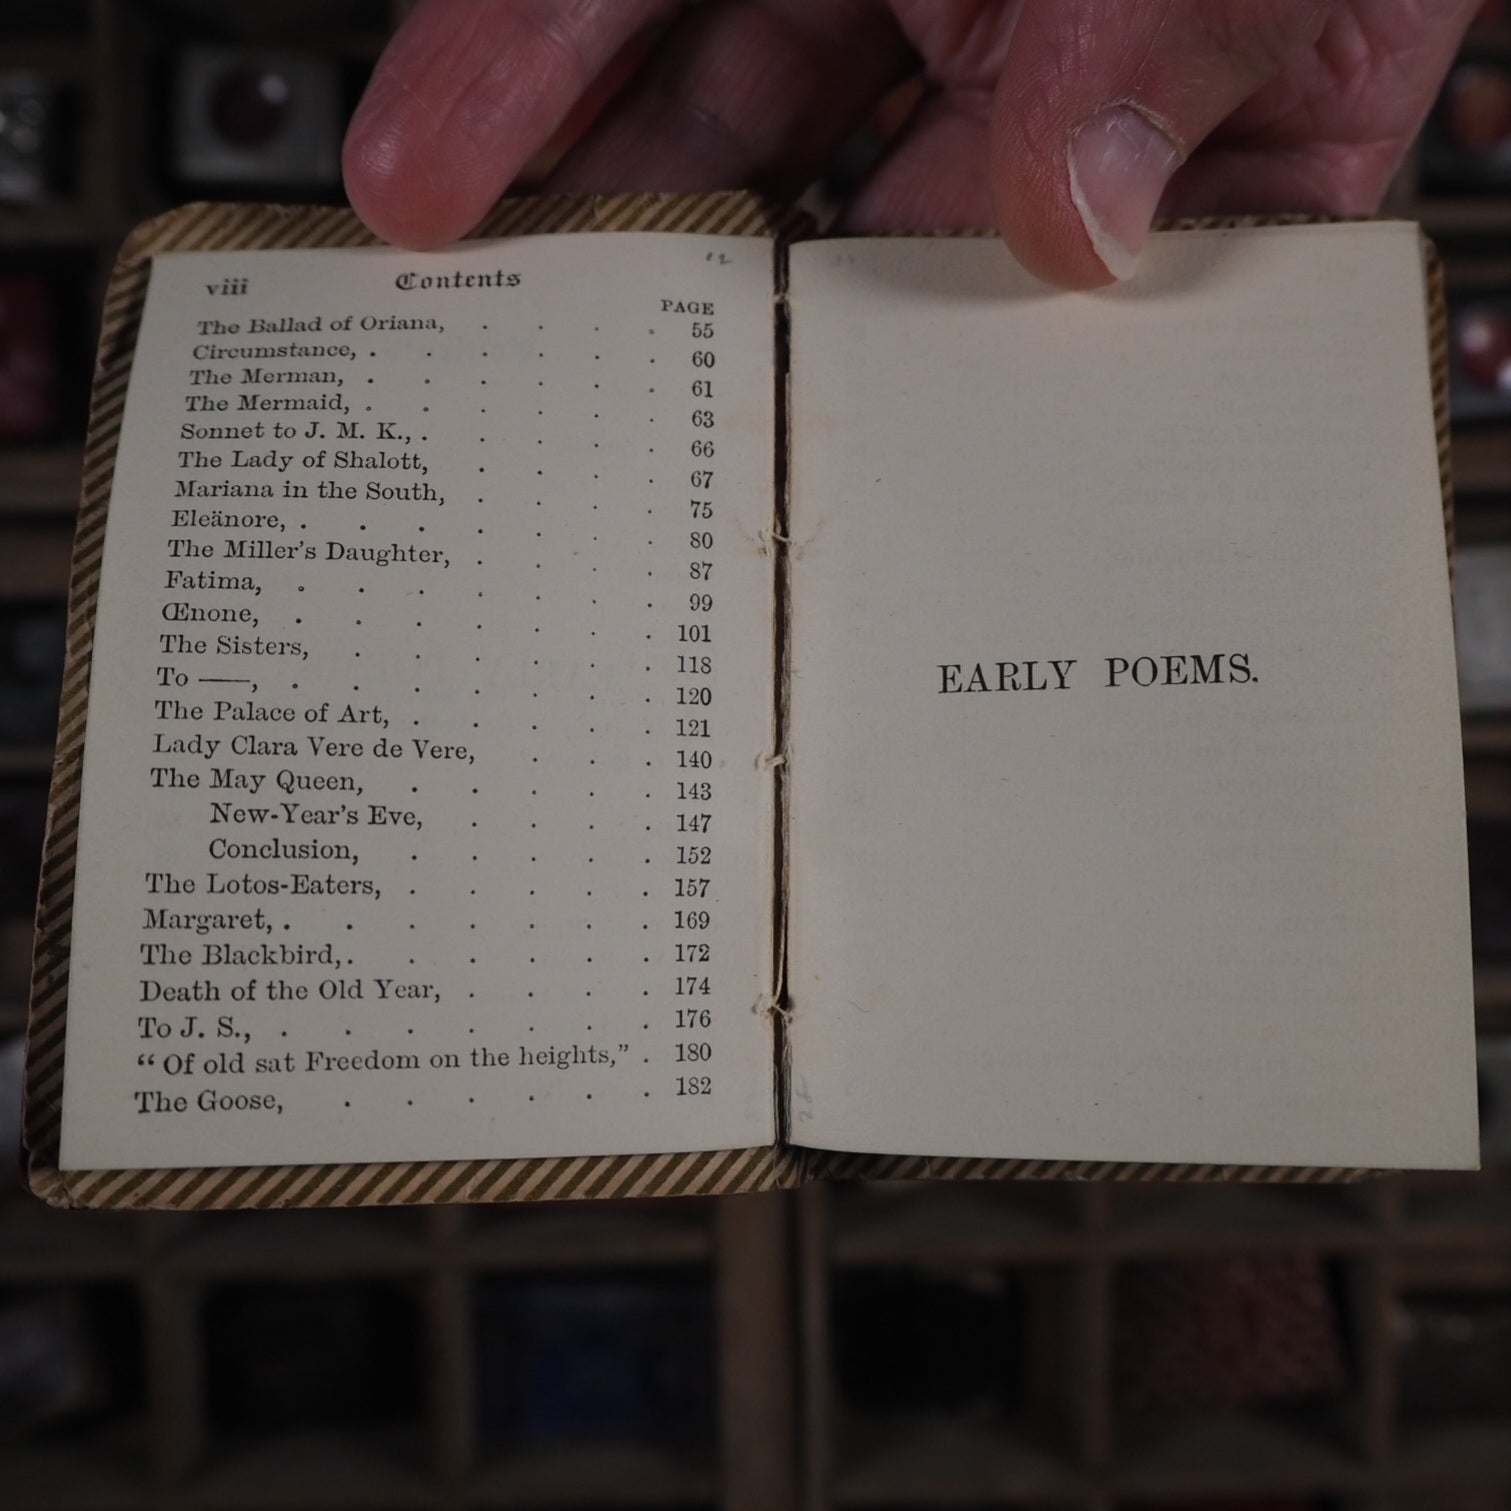 viii Contents
PAGE
The Ballad of Oriana, . . . . 55
Circumstance, . . . . . . 60
The Merman, . . . . . . 61
The Mermaid, . . . . . . 63
Sonnet to J. M. K., . . . . . 66
The Lady of Shalott, . . . . 67
Mariana in the South, . . . . 75
Eleänore, . . . . . . . 80
The Miller's Daughter, . . . . 87
Fatima, . . . . . . . 99
Œnone, . . . . . . . 101
The Sisters, . . . . . . 118
To ——, . . . . . . . 120
The Palace of Art, . . . . . 121
Lady Clara Vere de Vere, . . . 140
The May Queen, . . . . . 143
New-Year's Eve, . . . . 147
Conclusion, . . . . . 152
The Lotos-Eaters, . . . . . 157
Margaret, . . . . . . . 169
The Blackbird, . . . . . . 172
Death of the Old Year, . . . . 174
To J. S., . . . . . . . 176
“Of old sat Freedom on the heights,” . 180
The Goose, . . . . . . 182
EARLY POEMS.